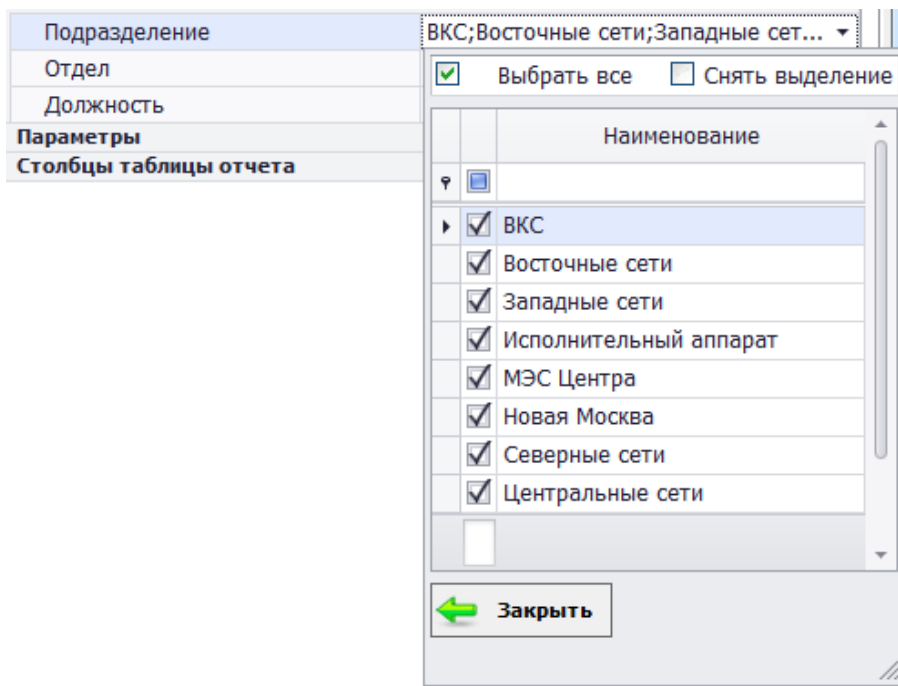 Подразделение
ВКС;Восточные сети;Западные сет...
Отдел
Выбрать все Снять выделение
Должность
Параметры
Наименование
Столбцы таблицы отчета
ВКС
Восточные сети
Западные сети
Исполнительный аппарат
МЭС Центра
Новая Москва
Северные сети
Центральные сети
Закрыть